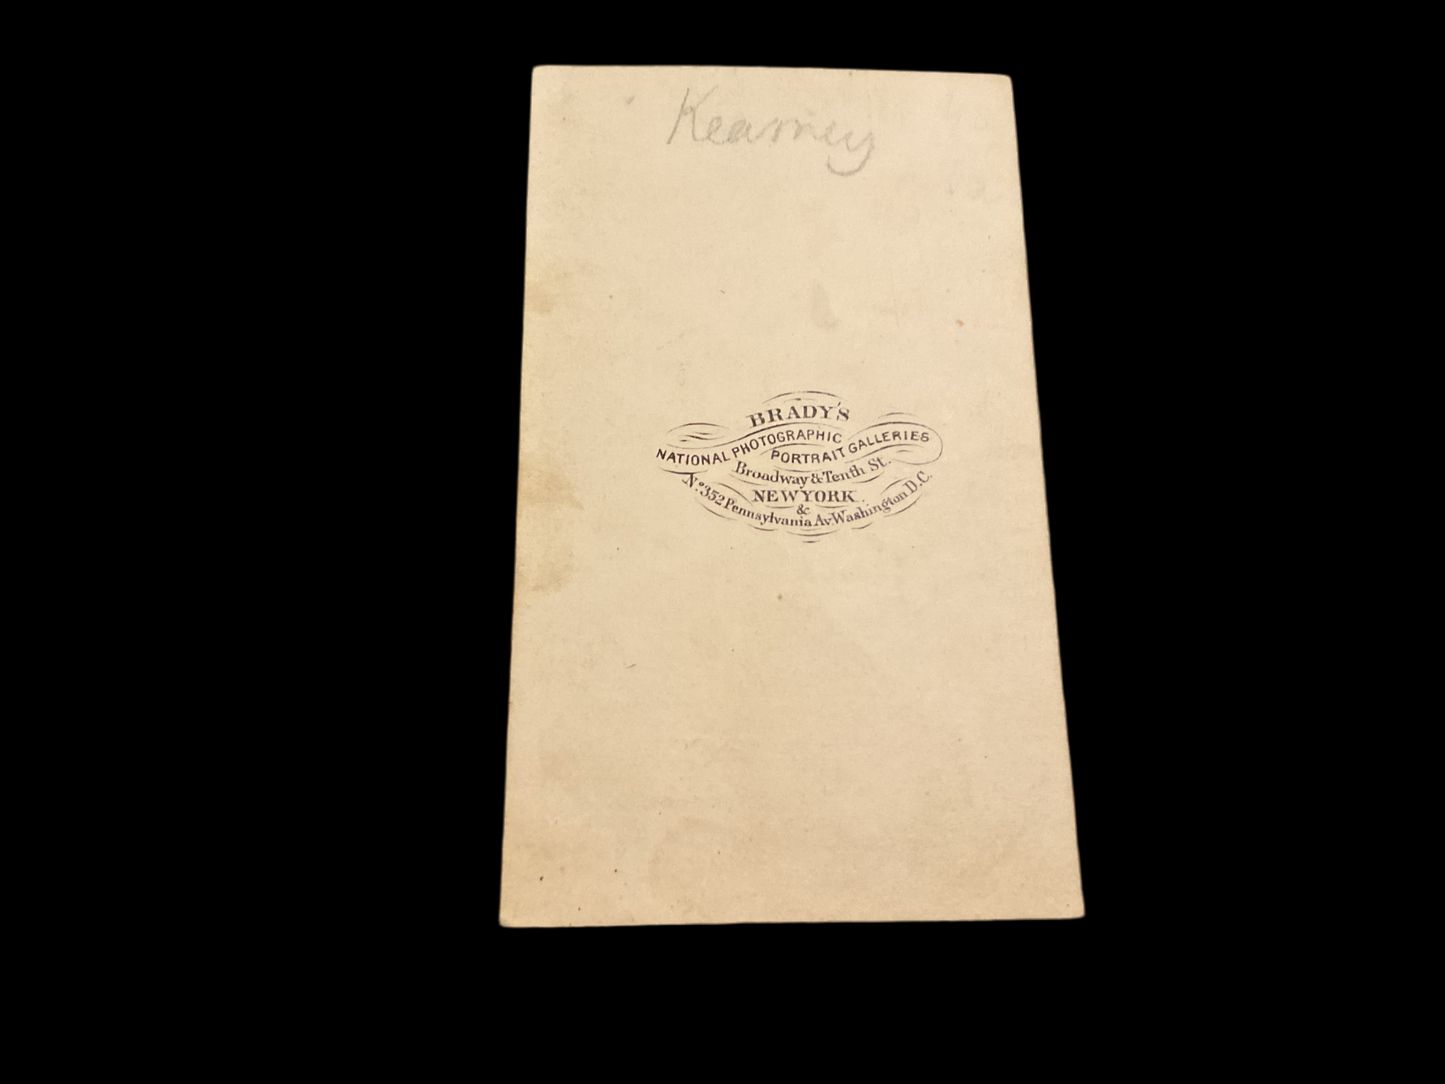 Kearney
BRADY'S
NATIONAL PHOTOGRAPHIC
PORTRAIT GALLERIES
Broadway & Tenth St.
NEW YORK
&
No. 352 Pennsylvania Av. Washington D.C.